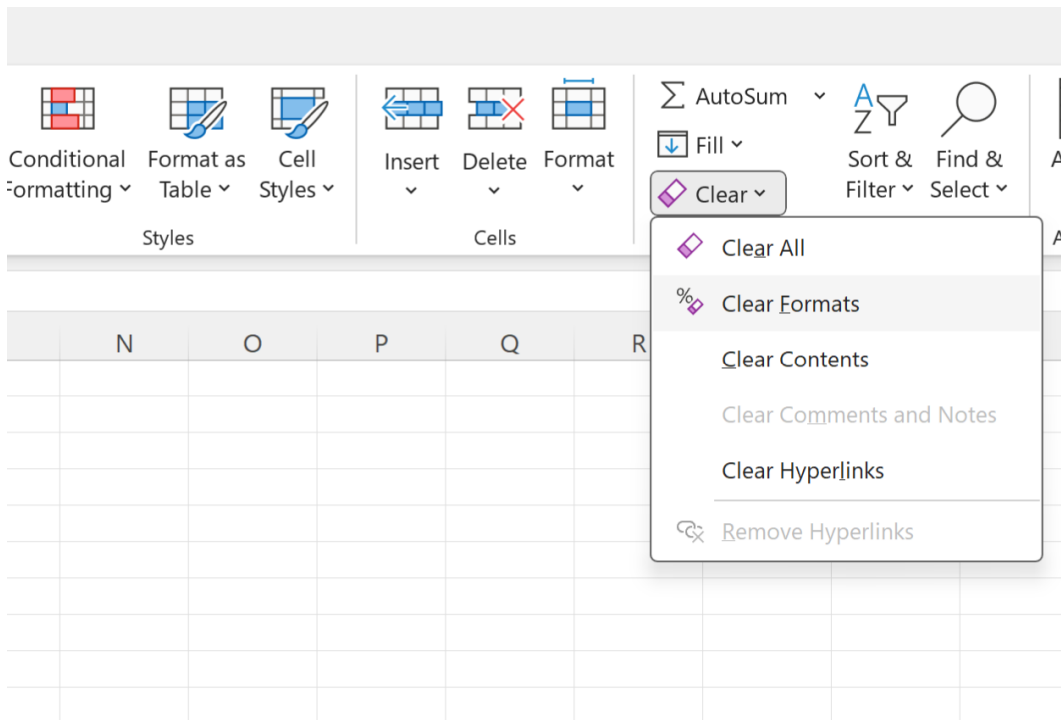 Conditional
Formatting
Format as
Table
Cell
Styles
Styles
Insert
Delete
Format
Cells
AutoSum
Fill
Clear
Sort &
Filter
Find &
Select
Clear All
Clear Formats
Clear Contents
Clear Comments and Notes
Clear Hyperlinks
Remove Hyperlinks
N O P Q R